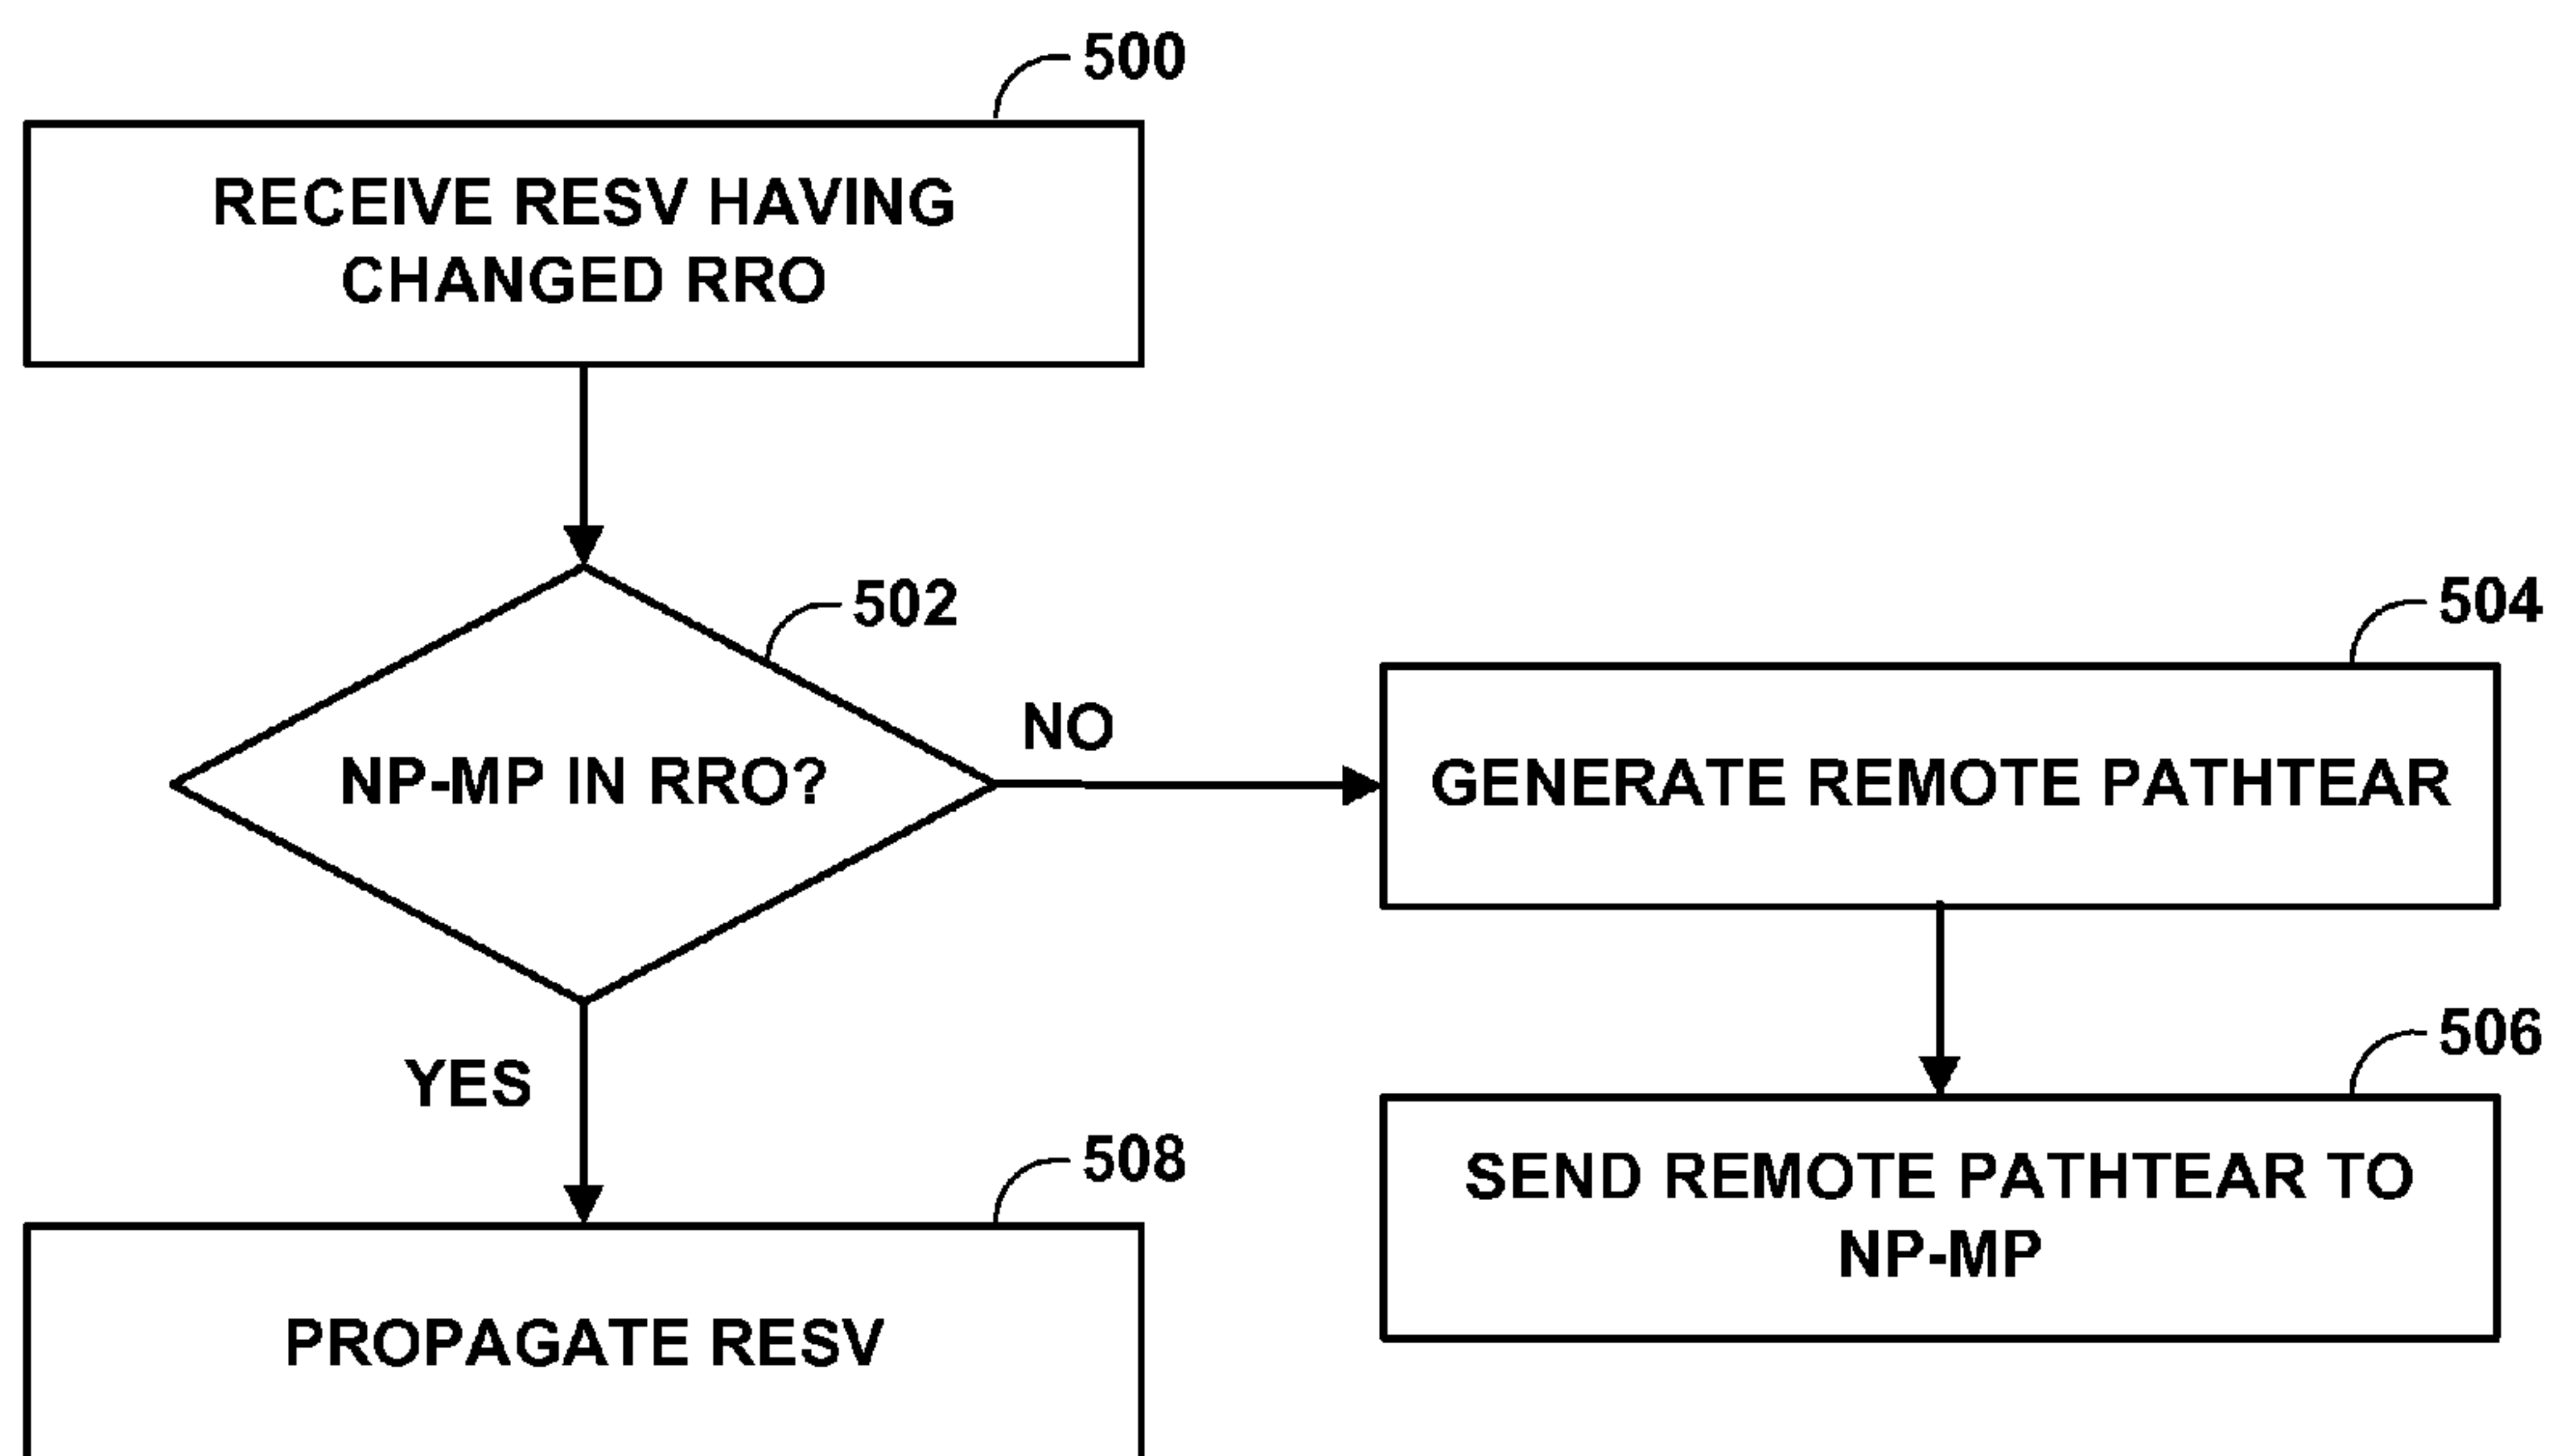 500
RECEIVE RESV HAVING
CHANGED RRO
502
NP-MP IN RRO?
NO
504
GENERATE REMOTE PATHTEAR
YES
506
SEND REMOTE PATHTEAR TO
NP-MP
508
PROPAGATE RESV